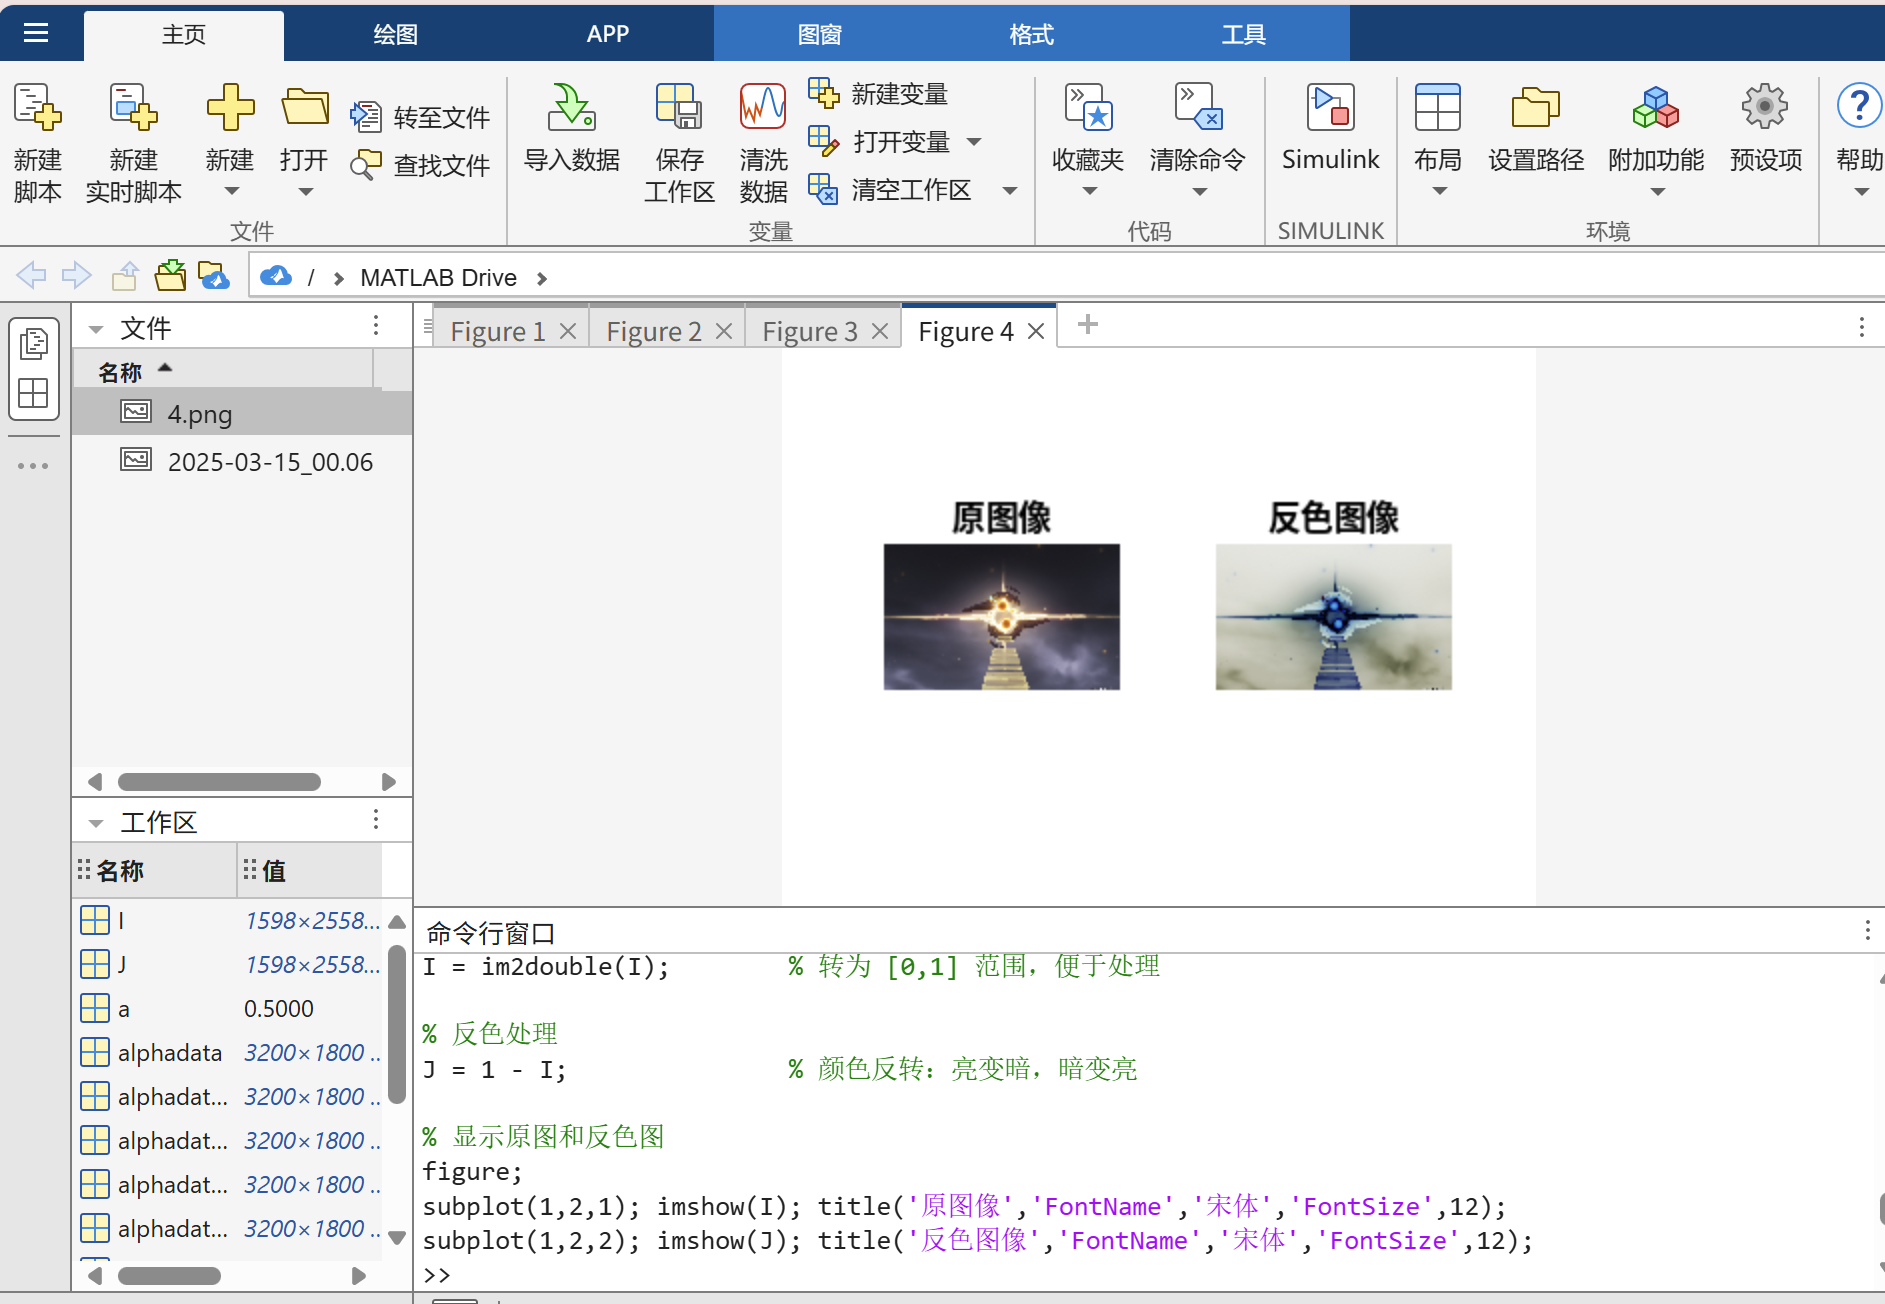 主页 绘图 APP 图窗 格式 工具
新建脚本 新建实时脚本 新建 打开 转至文件 查找文件 导入数据 保存工作区 清洗数据 新建变量 打开变量 清空工作区 收藏夹 清除命令 Simulink 布局 设置路径 附加功能 预设项 帮助
文件 变量 代码 SIMULINK 环境
/ MATLAB Drive
文件
名称
4.png
2025-03-15_00.06
Figure 1 Figure 2 Figure 3 Figure 4
原图像 反色图像
工作区
名称 值
I 1598×2558...
J 1598×2558...
a 0.5000
alphadata 3200×1800 ..
alphadat... 3200×1800 ..
alphadat... 3200×1800 ..
alphadat... 3200×1800 ..
alphadat... 3200×1800 ..
命令行窗口
I = im2double(I); % 转为 [0,1] 范围，便于处理
% 反色处理
J = 1 - I; % 颜色反转：亮变暗，暗变亮
% 显示原图和反色图
figure;
subplot(1,2,1); imshow(I); title('原图像','FontName','宋体','FontSize',12);
subplot(1,2,2); imshow(J); title('反色图像','FontName','宋体','FontSize',12);
>>